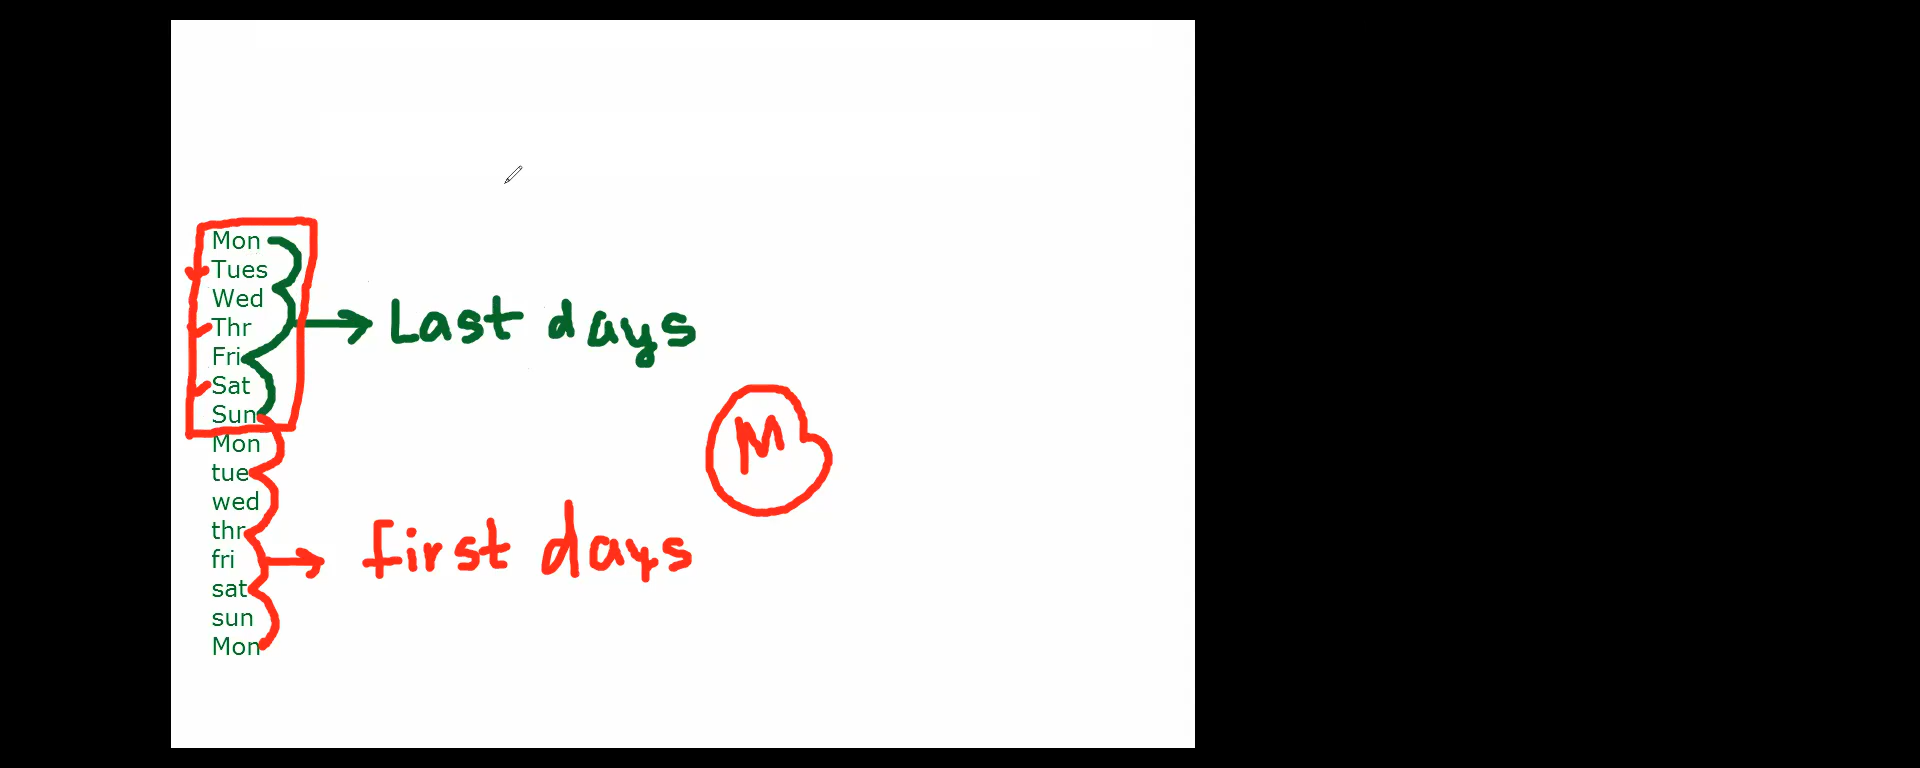 Mon
Tues
Wed
Thr
Last days
Fri
Sat
Sun
Mon
M
tue
wed
thr
fri
First days
sat
sun
Mon